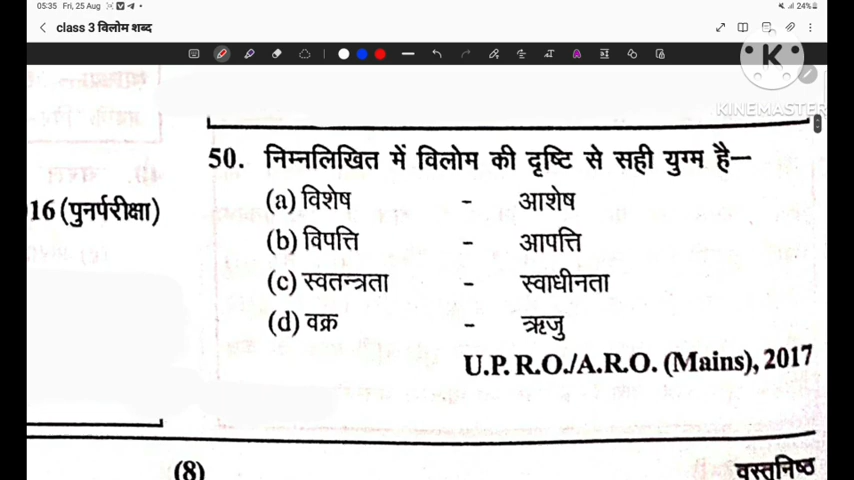 05:35 Fri, 25 Aug
24%
class 3 विलोम शब्द
K
KINEMASTER
50. निम्नलिखित में विलोम की दृष्टि से सही युग्म है–
16 (पुनर्परीक्षा)
(a) विशेष - आशेष
(b) विपत्ति - आपत्ति
(c) स्वतन्त्रता - स्वाधीनता
(d) वक्र - ऋजु
U.P. R.O./A.R.O. (Mains), 2017
(8)
वस्तुनिष्ठ